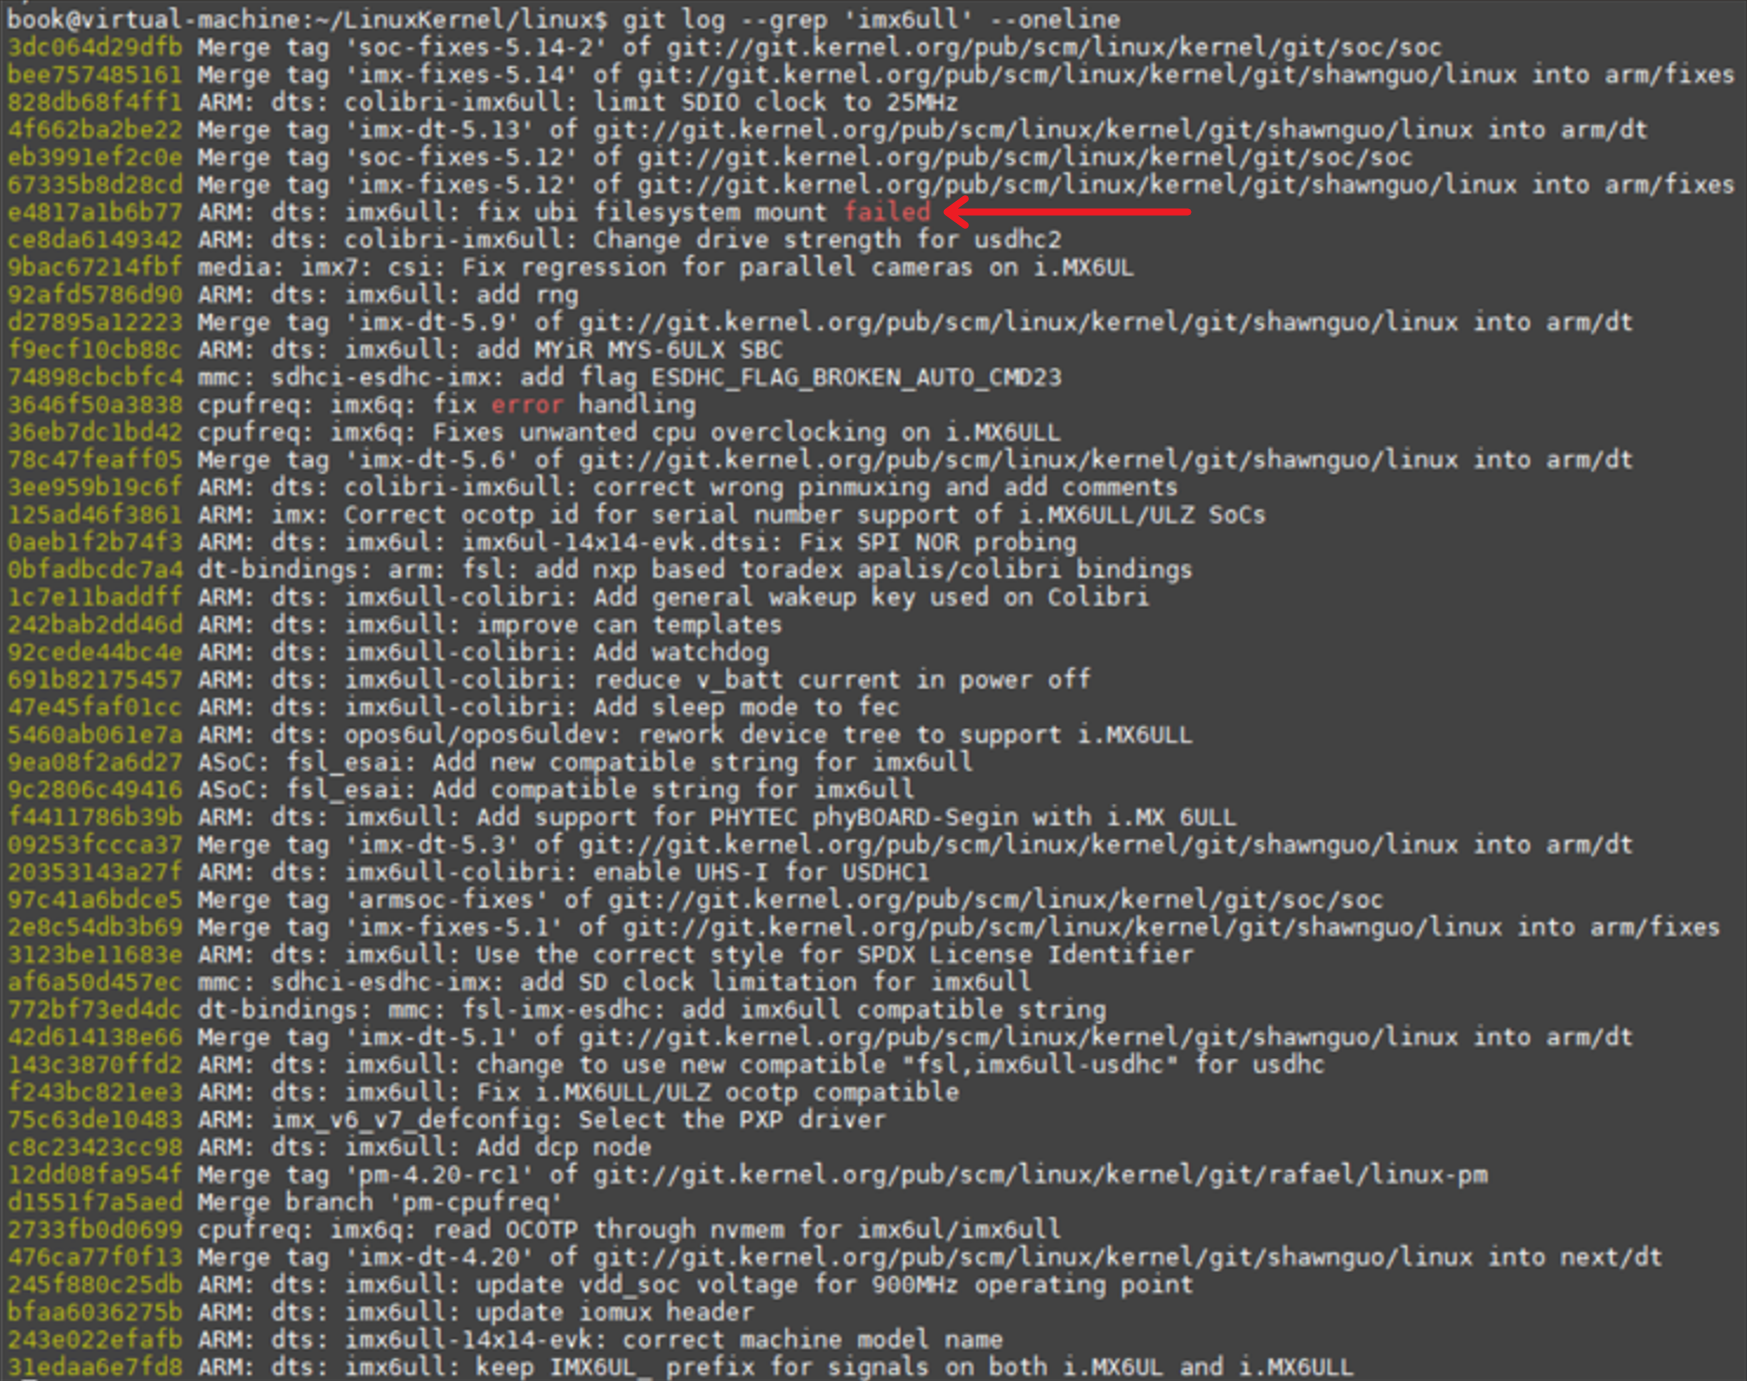 book@virtual-machine:~/LinuxKernel/linux$ git log --grep 'imx6ull' --oneline
3dc064d29dfb Merge tag 'soc-fixes-5.14-2' of git://git.kernel.org/pub/scm/linux/kernel/git/soc/soc
bee757485161 Merge tag 'imx-fixes-5.14' of git://git.kernel.org/pub/scm/linux/kernel/git/shawnguo/linux into arm/fixes
828db68f4ff1 ARM: dts: colibri-imx6ull: limit SDIO clock to 25MHz
4f662ba2be22 Merge tag 'imx-dt-5.13' of git://git.kernel.org/pub/scm/linux/kernel/git/shawnguo/linux into arm/dt
eb3991ef2c0e Merge tag 'soc-fixes-5.12' of git://git.kernel.org/pub/scm/linux/kernel/git/soc/soc
67335b8d28cd Merge tag 'imx-fixes-5.12' of git://git.kernel.org/pub/scm/linux/kernel/git/shawnguo/linux into arm/fixes
e4817a1b6b77 ARM: dts: imx6ull: fix ubi filesystem mount failed
ce8da6149342 ARM: dts: colibri-imx6ull: Change drive strength for usdhc2
9bac67214fbf media: imx7: csi: Fix regression for parallel cameras on i.MX6UL
92afd5786d90 ARM: dts: imx6ull: add rng
d27895a12223 Merge tag 'imx-dt-5.9' of git://git.kernel.org/pub/scm/linux/kernel/git/shawnguo/linux into arm/dt
f9ecf10cb88c ARM: dts: imx6ull: add MYiR MYS-6ULX SBC
74898cbcbfc4 mmc: sdhci-esdhc-imx: add flag ESDHC_FLAG_BROKEN_AUTO_CMD23
3646f50a3838 cpufreq: imx6q: fix error handling
36eb7dc1bd42 cpufreq: imx6q: Fixes unwanted cpu overclocking on i.MX6ULL
78c47feaff05 Merge tag 'imx-dt-5.6' of git://git.kernel.org/pub/scm/linux/kernel/git/shawnguo/linux into arm/dt
3ee959b19c6f ARM: dts: colibri-imx6ull: correct wrong pinmuxing and add comments
125ad46f3861 ARM: imx: Correct ocotp id for serial number support of i.MX6ULL/ULZ SoCs
0aeb1f2b74f3 ARM: dts: imx6ul: imx6ul-14x14-evk.dtsi: Fix SPI NOR probing
0bfadbcdc7a4 dt-bindings: arm: fsl: add nxp based toradex apalis/colibri bindings
1c7e11baddff ARM: dts: imx6ull-colibri: Add general wakeup key used on Colibri
242bab2dd46d ARM: dts: imx6ull: improve can templates
92cede44bc4e ARM: dts: imx6ull-colibri: Add watchdog
691b82175457 ARM: dts: imx6ull-colibri: reduce v_batt current in power off
47e45faf01cc ARM: dts: imx6ull-colibri: Add sleep mode to fec
5460ab061e7a ARM: dts: opos6ul/opos6uldev: rework device tree to support i.MX6ULL
9ea08f2a6d27 ASoC: fsl_esai: Add new compatible string for imx6ull
9c2806c49416 ASoC: fsl_esai: Add compatible string for imx6ull
f4411786b39b ARM: dts: imx6ull: Add support for PHYTEC phyBOARD-Segin with i.MX 6ULL
09253fccca37 Merge tag 'imx-dt-5.3' of git://git.kernel.org/pub/scm/linux/kernel/git/shawnguo/linux into arm/dt
20353143a27f ARM: dts: imx6ull-colibri: enable UHS-I for USDHC1
97c41a6bdce5 Merge tag 'armsoc-fixes' of git://git.kernel.org/pub/scm/linux/kernel/git/soc/soc
2e8c54db3b69 Merge tag 'imx-fixes-5.1' of git://git.kernel.org/pub/scm/linux/kernel/git/shawnguo/linux into arm/fixes
3123be11683e ARM: dts: imx6ull: Use the correct style for SPDX License Identifier
af6a50d457ec mmc: sdhci-esdhc-imx: add SD clock limitation for imx6ull
772bf73ed4dc dt-bindings: mmc: fsl-imx-esdhc: add imx6ull compatible string
42d614138e66 Merge tag 'imx-dt-5.1' of git://git.kernel.org/pub/scm/linux/kernel/git/shawnguo/linux into arm/dt
143c3870ffd2 ARM: dts: imx6ull: change to use new compatible "fsl,imx6ull-usdhc" for usdhc
f243bc821ee3 ARM: dts: imx6ull: Fix i.MX6ULL/ULZ ocotp compatible
75c63de10483 ARM: imx_v6_v7_defconfig: Select the PXP driver
c8c23423cc98 ARM: dts: imx6ull: Add dcp node
12dd08fa954f Merge tag 'pm-4.20-rc1' of git://git.kernel.org/pub/scm/linux/kernel/git/rafael/linux-pm
d1551f7a5aed Merge branch 'pm-cpufreq'
2733fb0d0699 cpufreq: imx6q: read OCOTP through nvmem for imx6ul/imx6ull
476ca77f0f13 Merge tag 'imx-dt-4.20' of git://git.kernel.org/pub/scm/linux/kernel/git/shawnguo/linux into next/dt
245f880c25db ARM: dts: imx6ull: update vdd_soc voltage for 900MHz operating point
bfaa6036275b ARM: dts: imx6ull: update iomux header
243e022efafb ARM: dts: imx6ull-14x14-evk: correct machine model name
31edaa6e7fd8 ARM: dts: imx6ull: keep IMX6UL_ prefix for signals on both i.MX6UL and i.MX6ULL